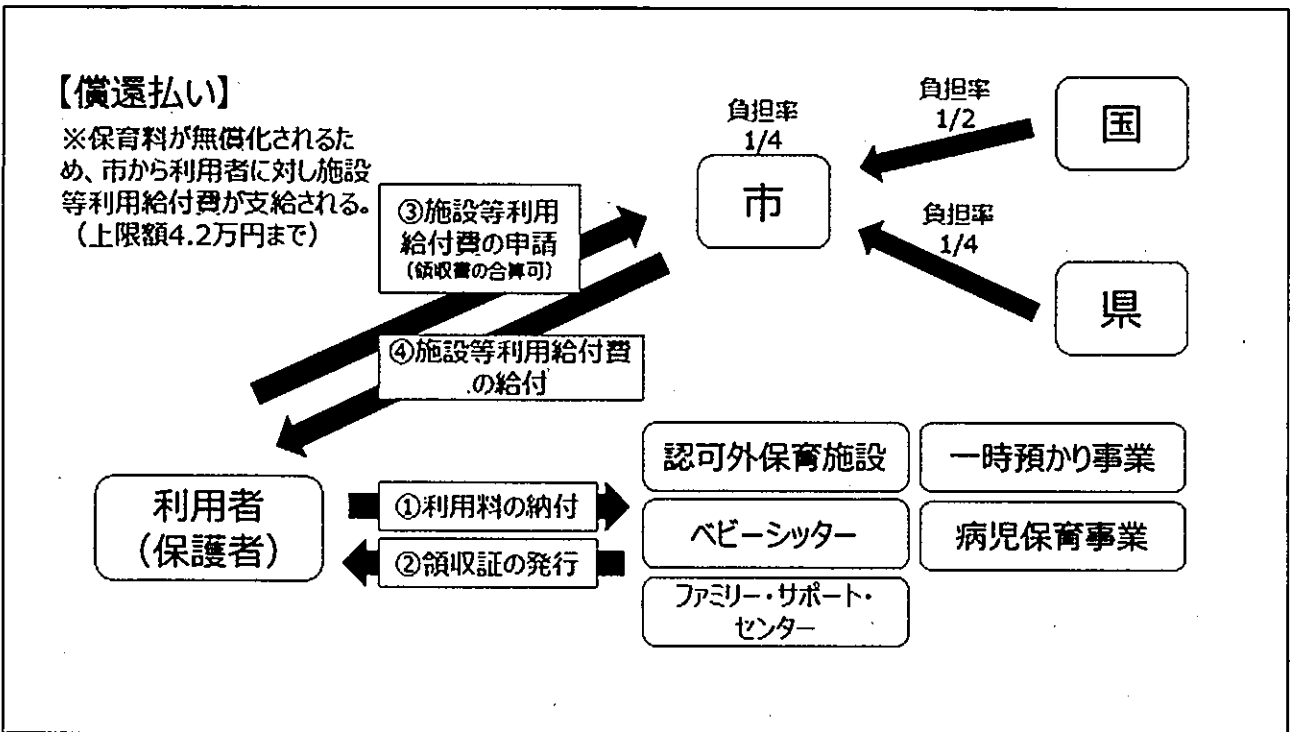 【償還払い】
※保育料が無償化されるた
め、市から利用者に対し施設
等利用給付費が支給される。
（上限額4.2万円まで）
負担率
1/4
市
負担率
1/2
国
負担率
1/4
県
③施設等利用
給付費の申請
（領収書の合算可）
④施設等利用給付費
の給付
利用者
（保護者）
①利用料の納付
②領収証の発行
認可外保育施設
一時預かり事業
ベビーシッター
病児保育事業
ファミリー・サポート・
センター